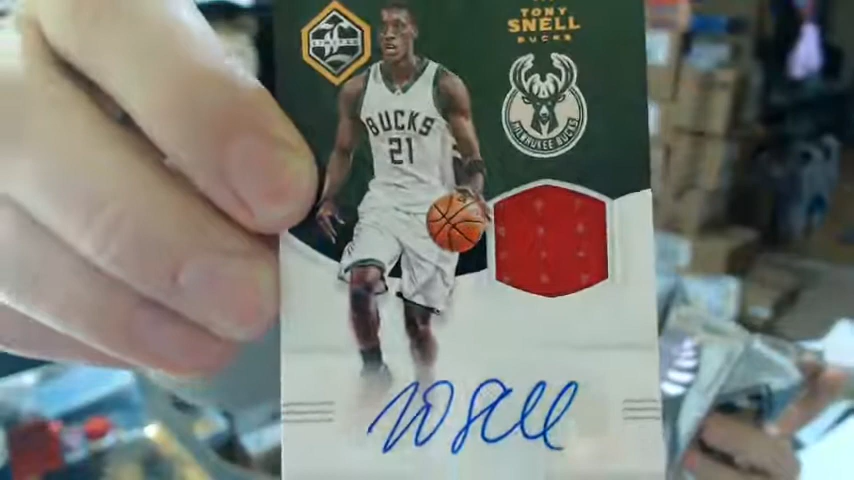 LIMITED
TONY
SNELL
BUCKS
MILWAUKEE BUCKS
BUCKS
21